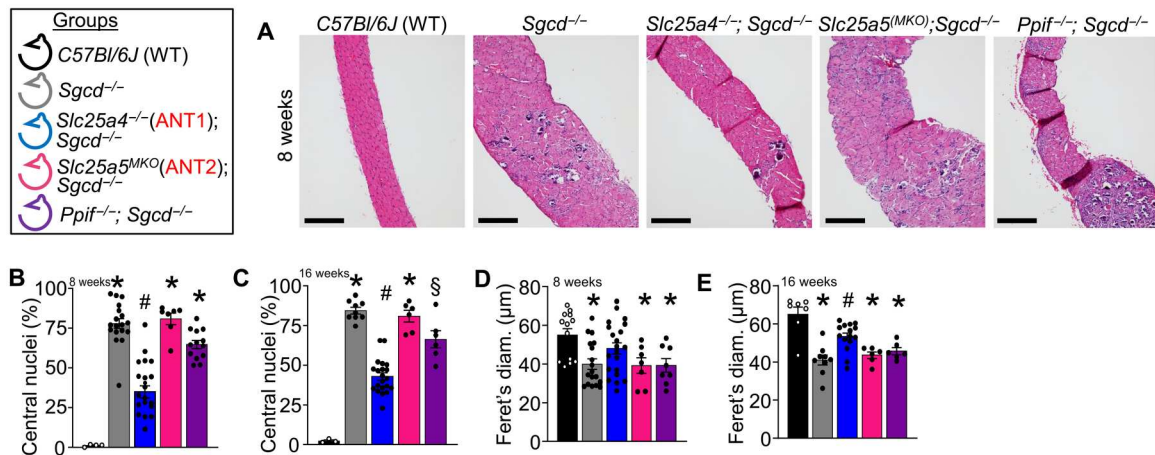 Groups
C57Bl/6J (WT)
Sgcd–/–
Slc25a4–/–(ANT1);
Sgcd–/–
Slc25a5MKO(ANT2);
Sgcd–/–
Ppif–/–; Sgcd–/–
A
C57Bl/6J (WT) Sgcd–/– Slc25a4–/–; Sgcd–/– Slc25a5(MKO);Sgcd–/– Ppif–/–; Sgcd–/–
8 weeks
B
8 weeks
Central nuclei (%)
100
75
50
25
0
* # * *
C
16 weeks
Central nuclei (%)
100
75
50
25
0
* # * §
D
8 weeks
Feret's diam. (µm)
100
80
60
40
20
0
* * *
E
16 weeks
Feret's diam. (µm)
100
80
60
40
20
0
* # * *